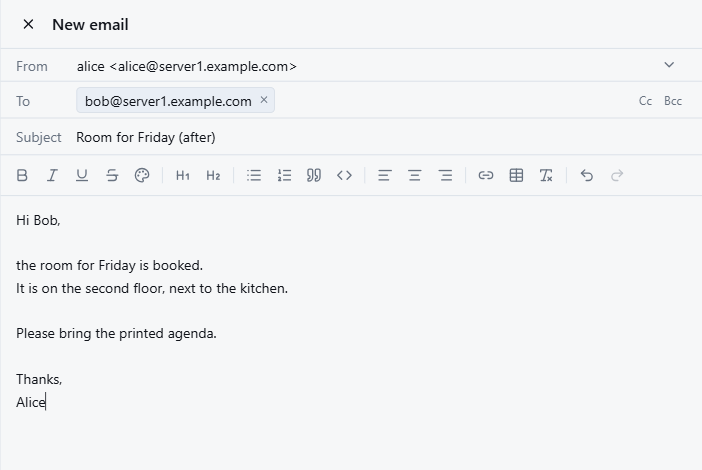 New email
From alice <alice@server1.example.com>
To bob@server1.example.com × Cc Bcc
Subject Room for Friday (after)
B I U S H1 H2
Hi Bob,
the room for Friday is booked.
It is on the second floor, next to the kitchen.
Please bring the printed agenda.
Thanks,
Alice